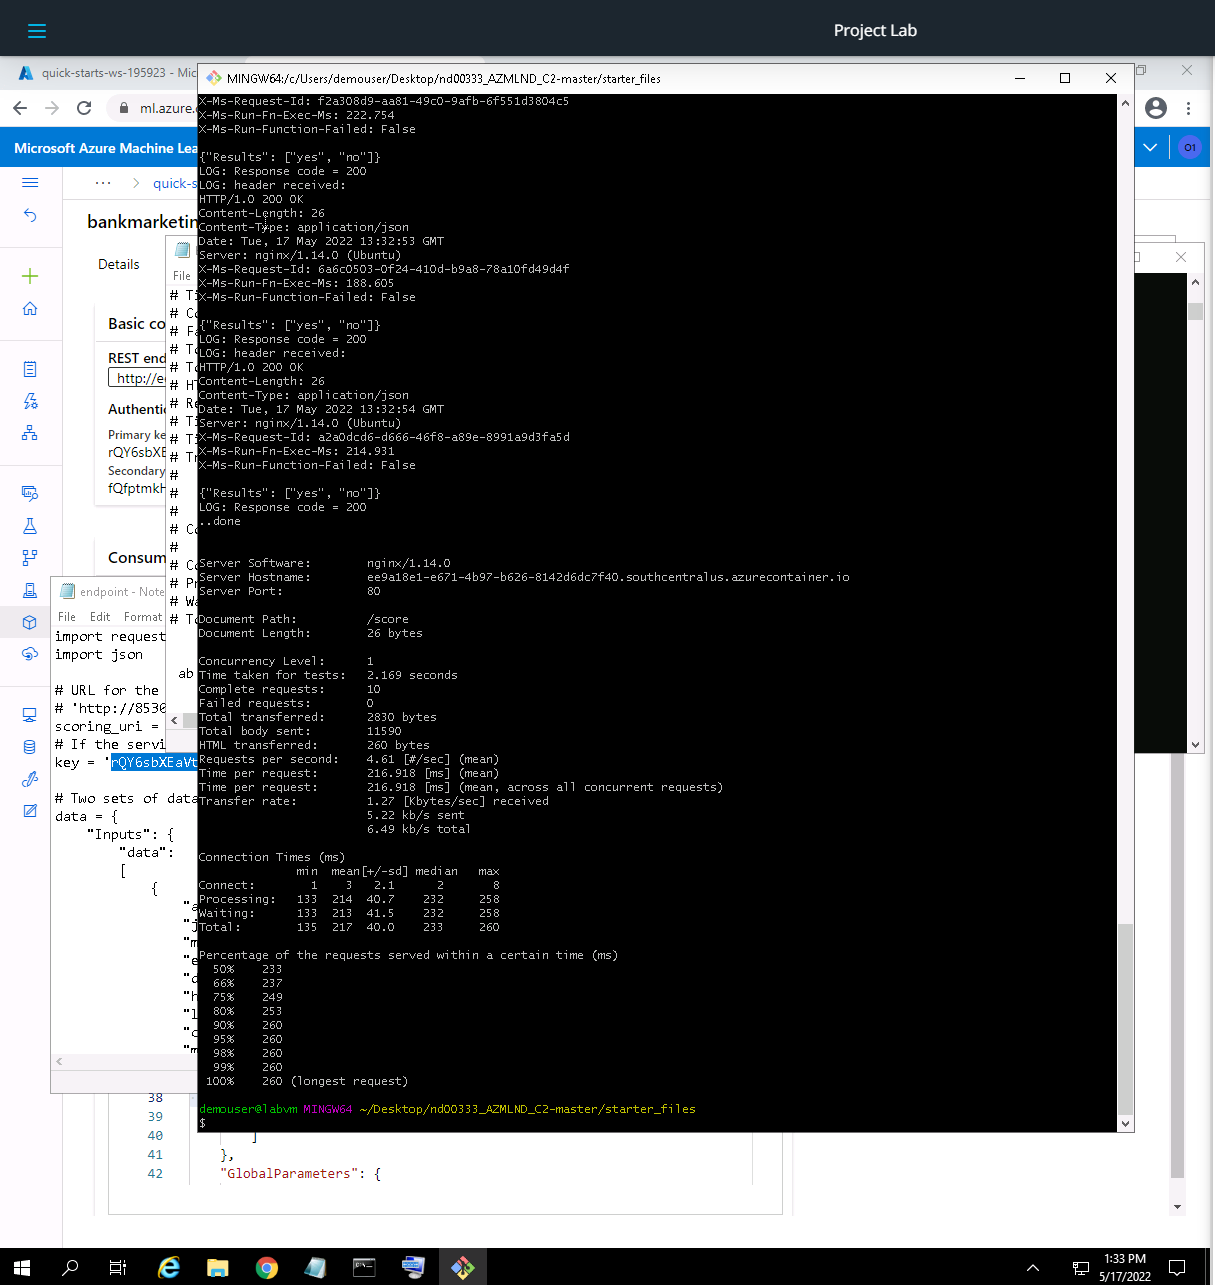 Project Lab
quick-starts-ws-195923 - Mic
MINGW64:/c/Users/demouser/Desktop/nd00333_AZMLND_C2-master/starter_files
ml.azure.
Microsoft Azure Machine Lea
O1
quick-s
bankmarketin
Details
File
Basic co
REST end
http://e
Authentic
Primary ke
rQY6sbXE
Secondary
fQfptmkH
Consum
# Ti
# Co
# Fa
# To
# To
# HT
# Re
# Ti
# Ti
# Tr
#
#
#
# Co
#
# Co
# Pr
# Wa
# To
ab
X-Ms-Request-Id: f2a308d9-aa81-49c0-9afb-6f551d3804c5
X-Ms-Run-Fn-Exec-Ms: 222.754
X-Ms-Run-Function-Failed: False
{"Results": ["yes", "no"]}
LOG: Response code = 200
LOG: header received:
HTTP/1.0 200 OK
Content-Length: 26
Content-Type: application/json
Date: Tue, 17 May 2022 13:32:53 GMT
Server: nginx/1.14.0 (Ubuntu)
X-Ms-Request-Id: 6a6c0503-0f24-410d-b9a8-78a10fd49d4f
X-Ms-Run-Fn-Exec-Ms: 188.605
X-Ms-Run-Function-Failed: False
{"Results": ["yes", "no"]}
LOG: Response code = 200
LOG: header received:
HTTP/1.0 200 OK
Content-Length: 26
Content-Type: application/json
Date: Tue, 17 May 2022 13:32:54 GMT
Server: nginx/1.14.0 (Ubuntu)
X-Ms-Request-Id: a2a0dcd6-d666-46f8-a89e-8991a9d3fa5d
X-Ms-Run-Fn-Exec-Ms: 214.931
X-Ms-Run-Function-Failed: False
{"Results": ["yes", "no"]}
LOG: Response code = 200
..done
Server Software: nginx/1.14.0
Server Hostname: ee9a18e1-e671-4b97-b626-8142d6dc7f40.southcentralus.azurecontainer.io
Server Port: 80
Document Path: /score
Document Length: 26 bytes
Concurrency Level: 1
Time taken for tests: 2.169 seconds
Complete requests: 10
Failed requests: 0
Total transferred: 2830 bytes
Total body sent: 11590
HTML transferred: 260 bytes
Requests per second: 4.61 [#/sec] (mean)
Time per request: 216.918 [ms] (mean)
Time per request: 216.918 [ms] (mean, across all concurrent requests)
Transfer rate: 1.27 [Kbytes/sec] received
5.22 kb/s sent
6.49 kb/s total
Connection Times (ms)
min mean[+/-sd] median max
Connect: 1 3 2.1 2 8
Processing: 133 214 40.7 232 258
Waiting: 133 213 41.5 232 258
Total: 135 217 40.0 233 260
Percentage of the requests served within a certain time (ms)
50% 233
66% 237
75% 249
80% 253
90% 260
95% 260
98% 260
99% 260
100% 260 (longest request)
demouser@labvm MINGW64 ~/Desktop/nd00333_AZMLND_C2-master/starter_files
$
endpoint - Note
File Edit Format
import request
import json
# URL for the
# 'http://8530
scoring_uri =
# If the servi
key = 'rQY6sbXEaVt
# Two sets of data
data = {
"Inputs": {
"data":
[
{
"a
"j
"m
"e
"d
"h
"l
"c
"m
38
39
40 ]
41 },
42 "GlobalParameters": {
1:33 PM
5/17/2022